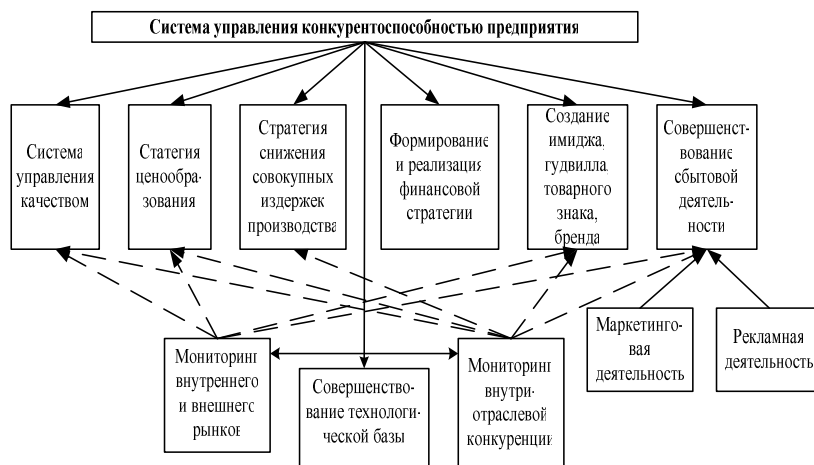 Система управления конкурентоспособностью предприятия
Система
управления
качеством
Статегия
ценообра-
зования
Стратегия
снижения
совокупных
издержек
производства
Формирование
и реализация
финансовой
стратегии
Создание
имиджа,
гудвилла,
товарного
знака,
бренда
Совершенст-
вование
сбытовой
деятель-
ности
Мониторинг
внутреннего
и внешнего
рынков
Совершенство-
вание технологи-
ческой базы
Мониторинг
внутри-
отраслевой
конкуренции
Маркетинго-
вая
деятельность
Рекламная
деятельность